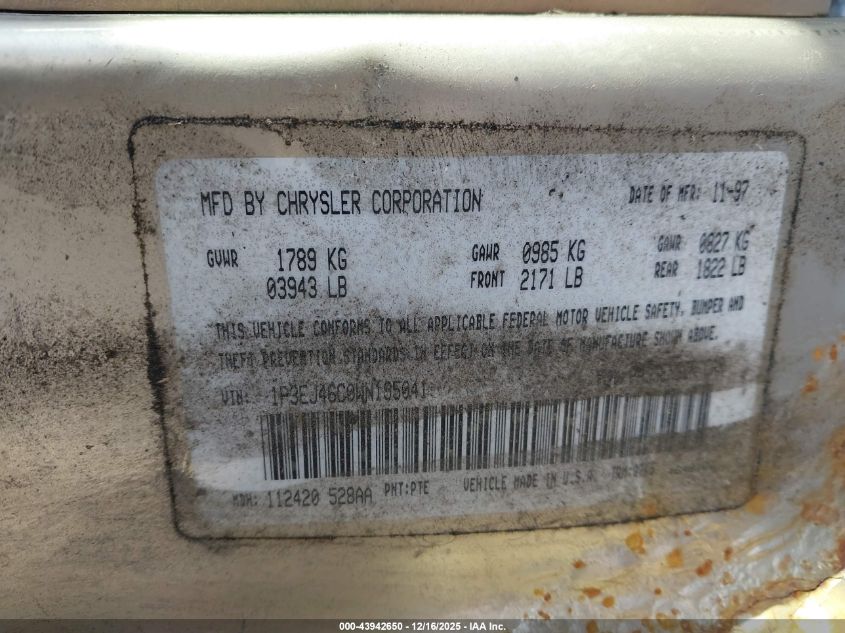 MFD BY CHRYSLER CORPORATION DATE OF MFR: 11-97
GVWR 1789 KG GAWR 0985 KG GAWR 0827 KG
03943 LB FRONT 2171 LB REAR 1822 LB
THIS VEHICLE CONFORMS TO ALL APPLICABLE FEDERAL MOTOR VEHICLE SAFETY, BUMPER AND
THEFT PREVENTION STANDARDS IN EFFECT ON THE DATE OF MANUFACTURE SHOWN ABOVE.
VIN: 1P3EJ46C0WN195041
MDH: 112420 528AA PNT:PTE VEHICLE MADE IN U.S.A.
000-43942650 - 12/16/2025 - IAA Inc.